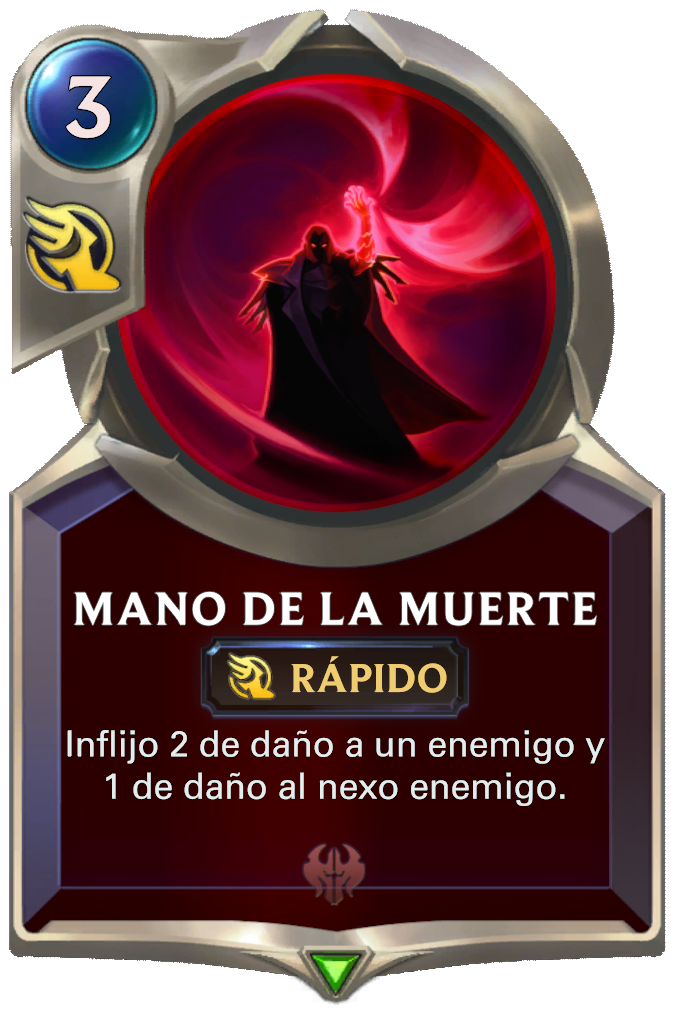 3
MANO DE LA MUERTE
RÁPIDO
Inflijo 2 de daño a un enemigo y
1 de daño al nexo enemigo.